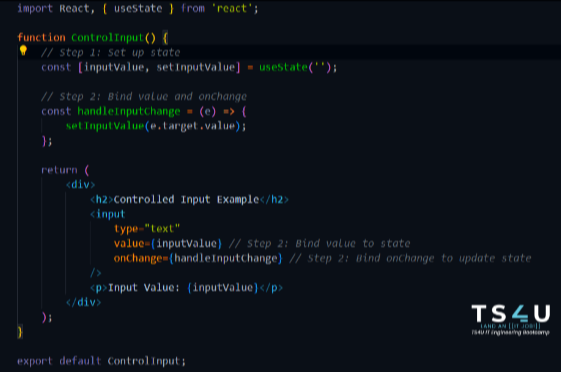 import React, { useState } from 'react';
function ControlInput() {
// Step 1: Set up state
const [inputValue, setInputValue] = useState('');
// Step 2: Bind value and onChange
const handleInputChange = (e) => {
setInputValue(e.target.value);
};
return (
<div>
<h2>Controlled Input Example</h2>
<input
type="text"
value={inputValue} // Step 2: Bind value to state
onChange={handleInputChange} // Step 2: Bind onChange to update state
/>
<p>Input Value: {inputValue}</p>
</div>
);
}
export default ControlInput;
TS4U
LAND AN [[IT JOB]]
TS4U IT Engineering Bootcamp